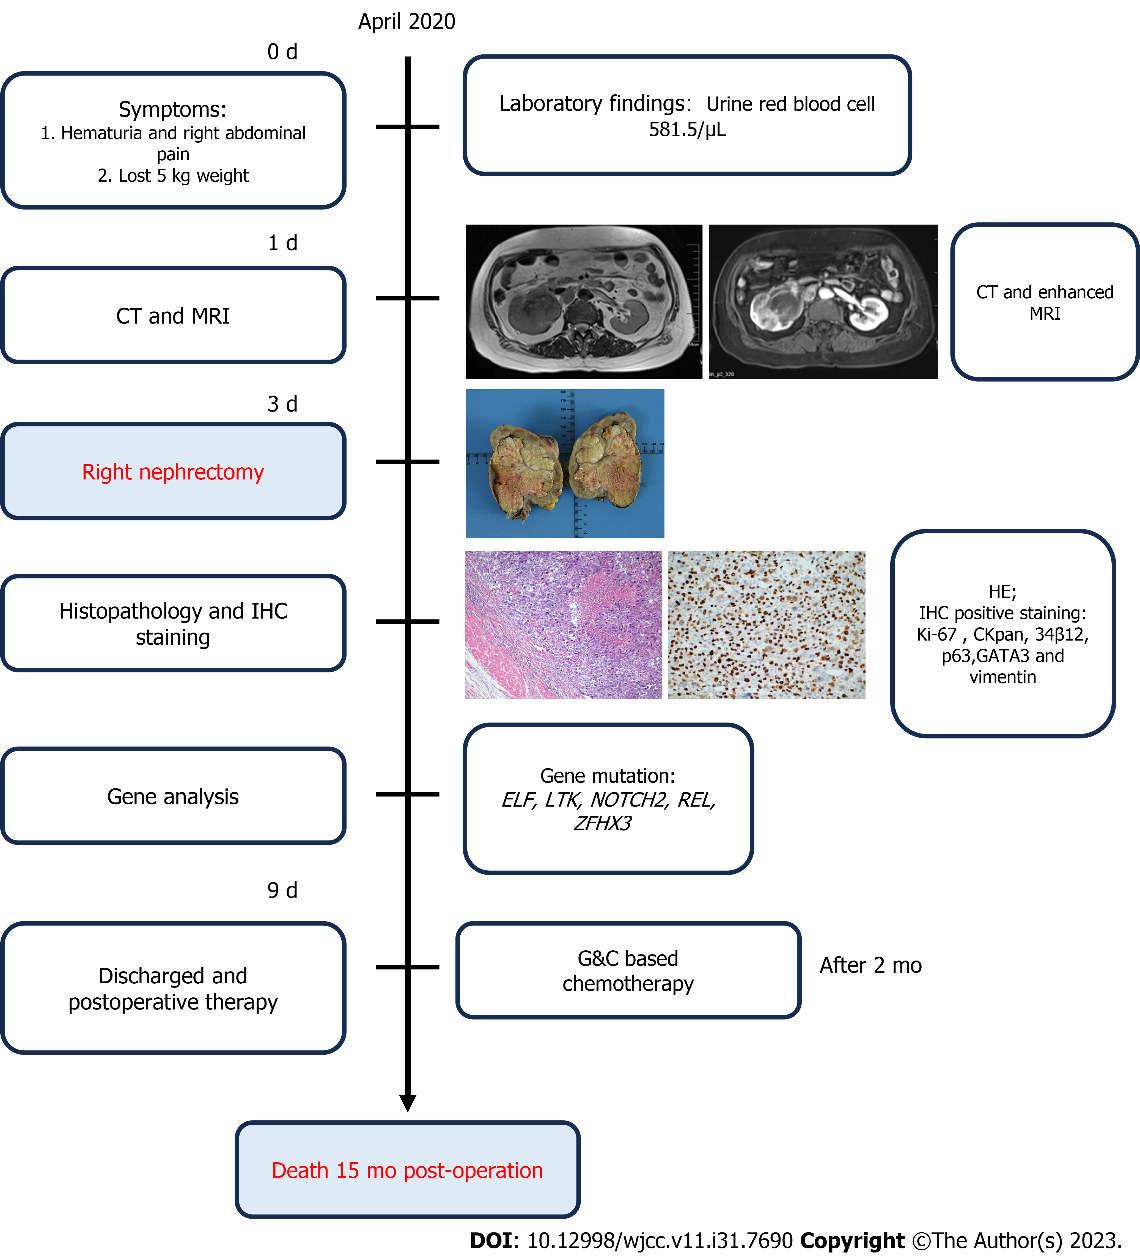 April 2020
0 d
Symptoms:
1. Hematuria and right abdominal
pain
2. Lost 5 kg weight
Laboratory findings： Urine red blood cell
581.5/μL
1 d
CT and MRI
CT and enhanced
MRI
3 d
Right nephrectomy
Histopathology and IHC
staining
HE;
IHC positive staining:
Ki-67 , CKpan, 34β12,
p63,GATA3 and
vimentin
Gene analysis
Gene mutation:
ELF, LTK, NOTCH2, REL,
ZFHX3
9 d
Discharged and
postoperative therapy
G&C based
chemotherapy
After 2 mo
Death 15 mo post-operation
DOI: 10.12998/wjcc.v11.i31.7690 Copyright ©The Author(s) 2023.